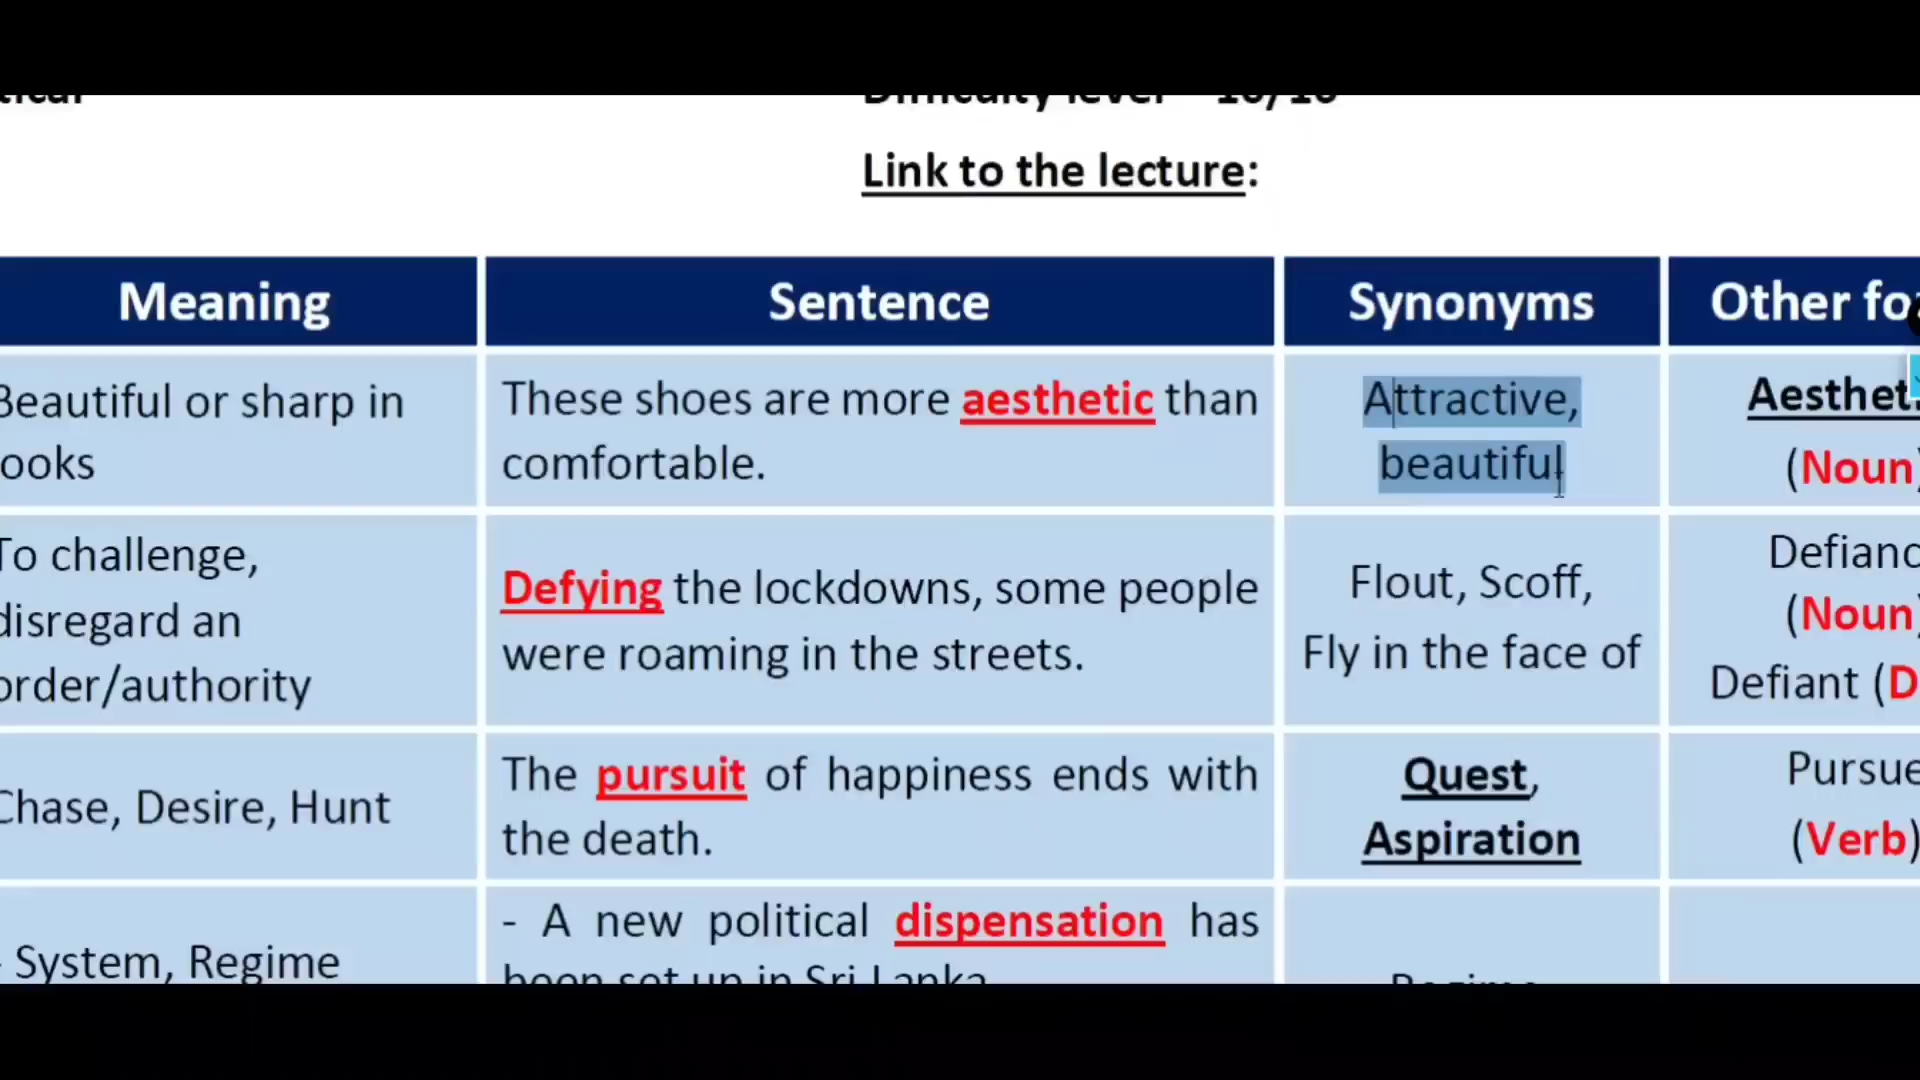 Difficulty level - 10/10
Link to the lecture:
Meaning
Sentence
Synonyms
Other fo
Beautiful or sharp in
ooks
These shoes are more aesthetic than
comfortable.
Attractive,
beautiful
Aesthet
(Noun)
To challenge,
disregard an
order/authority
Defying the lockdowns, some people
were roaming in the streets.
Flout, Scoff,
Fly in the face of
Defianc
(Noun)
Defiant (D
Chase, Desire, Hunt
The pursuit of happiness ends with
the death.
Quest,
Aspiration
Pursue
(Verb)
- System, Regime
- A new political dispensation has
been set up in Sri Lanka
Regime